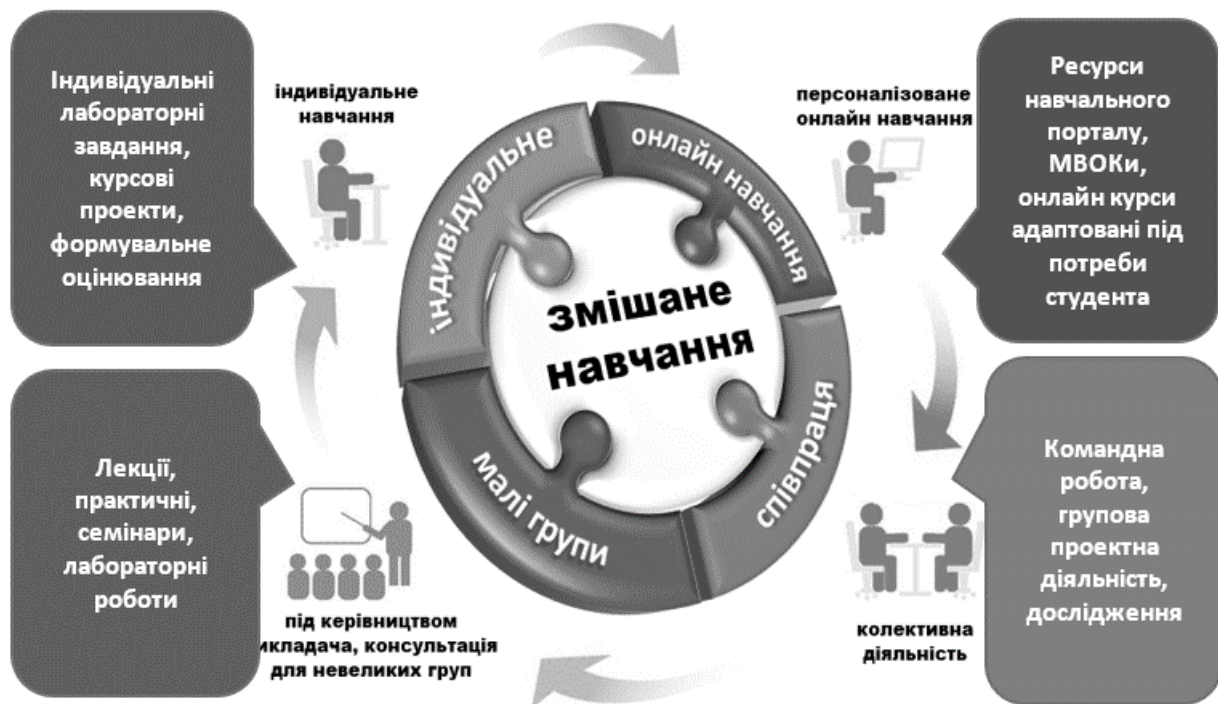 Індивідуальні
лабораторні
завдання,
курсові
проекти,
формувальне
оцінювання
індивідуальне
навчання
персоналізоване
онлайн навчання
Ресурси
навчального
порталу,
МВОКи,
онлайн курси
адаптовані під
потреби
студента
індивідуальне
онлайн навчання
змішане
навчання
малі групи
співпраця
Лекції,
практичні,
семінари,
лабораторні
роботи
під керівництвом
икладача, консультація
для невеликих груп
колективна
діяльність
Командна
робота,
групова
проектна
діяльність,
дослідження